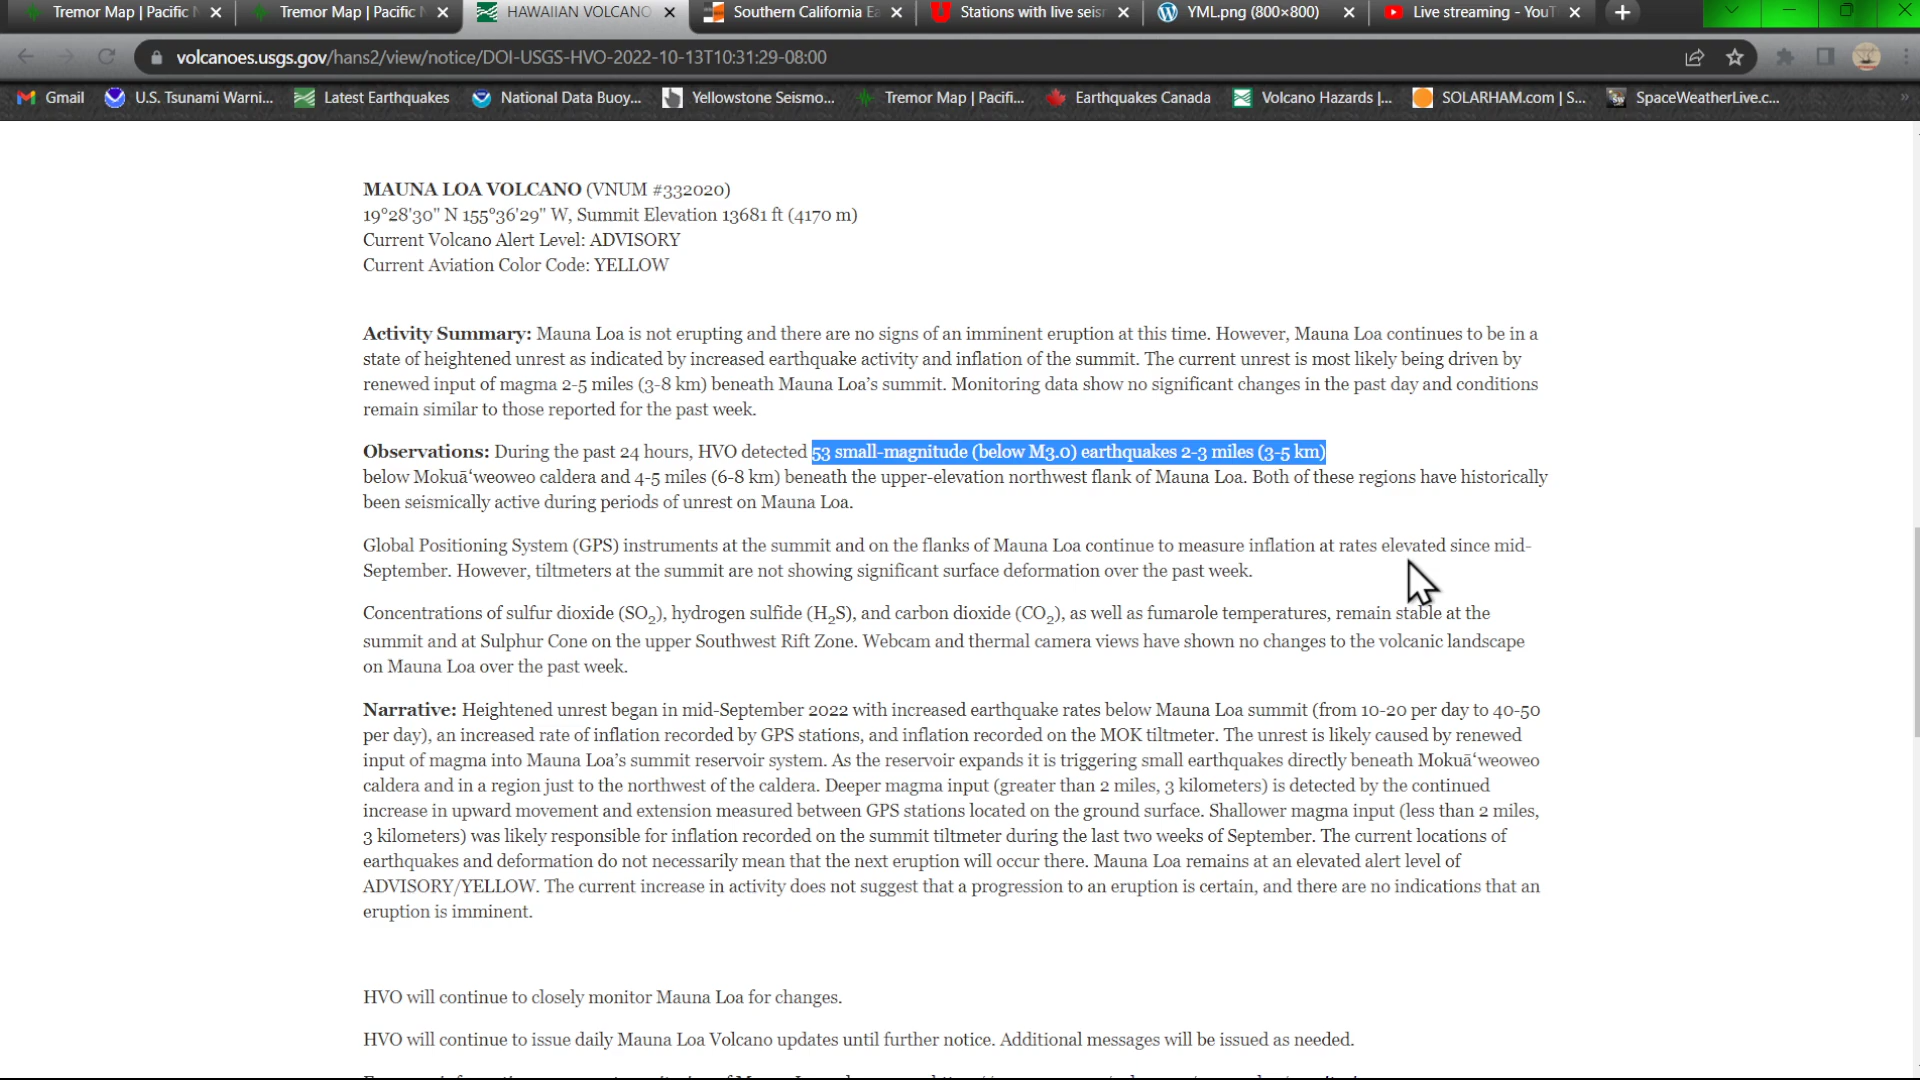 Tremor Map | Pacific
Tremor Map | Pacific
HAWAIIAN VOLCANO
Southern California Ea
Stations with live seisr
YML.png (800×800)
Live streaming - YouT
volcanoes.usgs.gov/hans2/view/notice/DOI-USGS-HVO-2022-10-13T10:31:29-08:00
Gmail
U.S. Tsunami Warni...
Latest Earthquakes
National Data Buoy...
Yellowstone Seismo...
Tremor Map | Pacifi...
Earthquakes Canada
Volcano Hazards |...
SOLARHAM.com | S...
SpaceWeatherLive.c...
MAUNA LOA VOLCANO (VNUM #332020)
19°28'30" N 155°36'29" W, Summit Elevation 13681 ft (4170 m)
Current Volcano Alert Level: ADVISORY
Current Aviation Color Code: YELLOW
Activity Summary: Mauna Loa is not erupting and there are no signs of an imminent eruption at this time. However, Mauna Loa continues to be in a
state of heightened unrest as indicated by increased earthquake activity and inflation of the summit. The current unrest is most likely being driven by
renewed input of magma 2-5 miles (3-8 km) beneath Mauna Loa’s summit. Monitoring data show no significant changes in the past day and conditions
remain similar to those reported for the past week.
Observations: During the past 24 hours, HVO detected 53 small-magnitude (below M3.0) earthquakes 2-3 miles (3-5 km)
below Mokuāʻweoweo caldera and 4-5 miles (6-8 km) beneath the upper-elevation northwest flank of Mauna Loa. Both of these regions have historically
been seismically active during periods of unrest on Mauna Loa.
Global Positioning System (GPS) instruments at the summit and on the flanks of Mauna Loa continue to measure inflation at rates elevated since mid-
September. However, tiltmeters at the summit are not showing significant surface deformation over the past week.
Concentrations of sulfur dioxide (SO₂), hydrogen sulfide (H₂S), and carbon dioxide (CO₂), as well as fumarole temperatures, remain stable at the
summit and at Sulphur Cone on the upper Southwest Rift Zone. Webcam and thermal camera views have shown no changes to the volcanic landscape
on Mauna Loa over the past week.
Narrative: Heightened unrest began in mid-September 2022 with increased earthquake rates below Mauna Loa summit (from 10-20 per day to 40-50
per day), an increased rate of inflation recorded by GPS stations, and inflation recorded on the MOK tiltmeter. The unrest is likely caused by renewed
input of magma into Mauna Loa’s summit reservoir system. As the reservoir expands it is triggering small earthquakes directly beneath Mokuāʻweoweo
caldera and in a region just to the northwest of the caldera. Deeper magma input (greater than 2 miles, 3 kilometers) is detected by the continued
increase in upward movement and extension measured between GPS stations located on the ground surface. Shallower magma input (less than 2 miles,
3 kilometers) was likely responsible for inflation recorded on the summit tiltmeter during the last two weeks of September. The current locations of
earthquakes and deformation do not necessarily mean that the next eruption will occur there. Mauna Loa remains at an elevated alert level of
ADVISORY/YELLOW. The current increase in activity does not suggest that a progression to an eruption is certain, and there are no indications that an
eruption is imminent.
HVO will continue to closely monitor Mauna Loa for changes.
HVO will continue to issue daily Mauna Loa Volcano updates until further notice. Additional messages will be issued as needed.